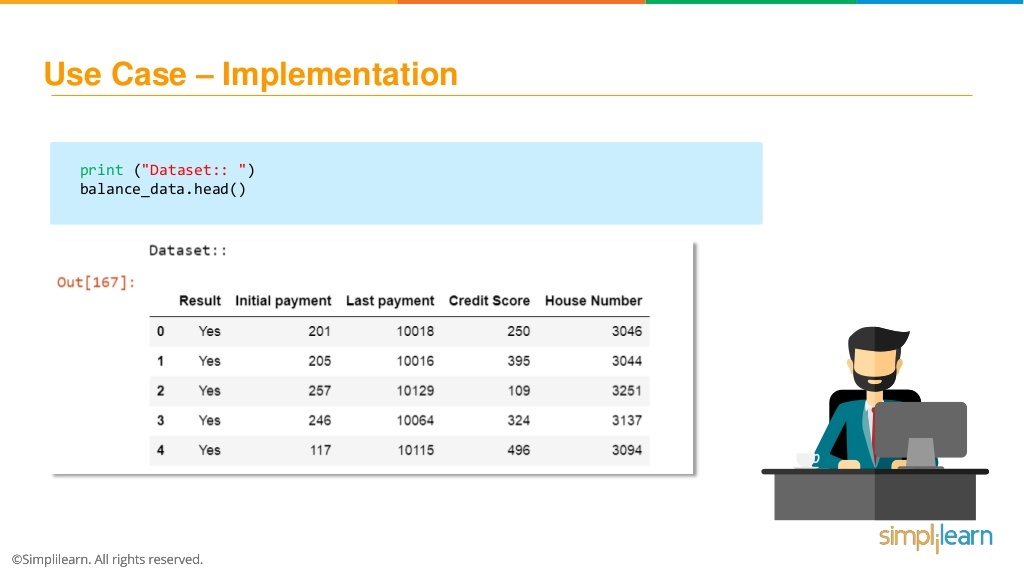 Use Case – Implementation
print ("Dataset:: ")
balance_data.head()
Dataset::
Out[167]:
Result Initial payment Last payment Credit Score House Number
0 Yes 201 10018 250 3046
1 Yes 205 10016 395 3044
2 Yes 257 10129 109 3251
3 Yes 246 10064 324 3137
4 Yes 117 10115 496 3094
simplilearn
©Simplilearn. All rights reserved.